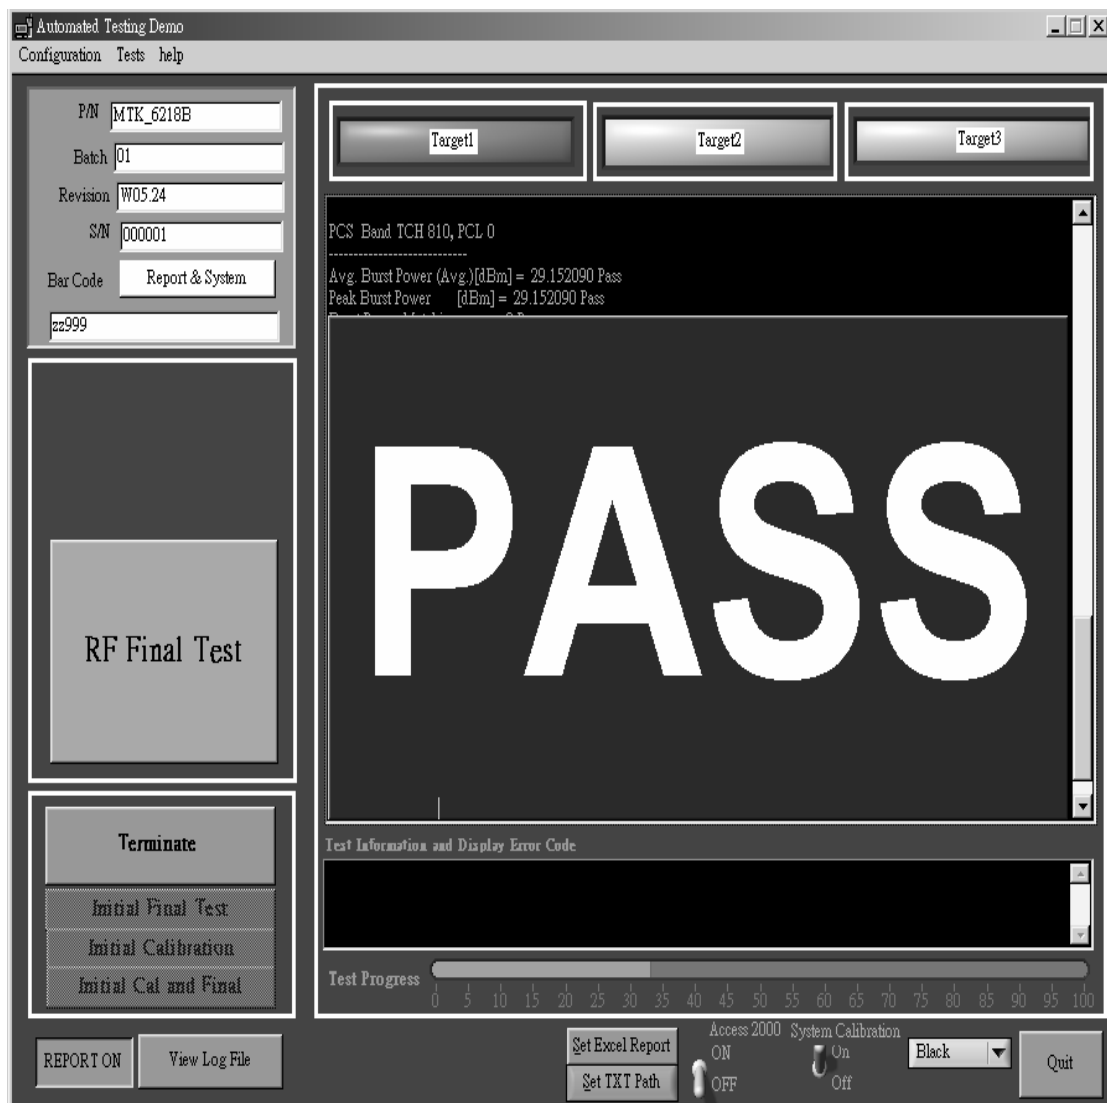 Automated Testing Demo
Configuration Tests help
P/N MTK_6218B
Batch 01
Revision W05.24
S/N 000001
Bar Code Report & System
zz999
RF Final Test
Terminate
Initial Final Test
Initial Calibration
Initial Cal and Final
REPORT ON View Log File
Target1 Target2 Target3
PCS Band TCH 810, PCL 0
---------------------------
Avg. Burst Power (Avg.)[dBm] = 29.152090 Pass
Peak Burst Power [dBm] = 29.152090 Pass
PASS
Test Information and Display Error Code
Test Progress
0 5 10 15 20 25 30 35 40 45 50 55 60 65 70 75 80 85 90 95 100
Set Excel Report
Set TXT Path
Access 2000
ON
OFF
System Calibration
On
Off
Black
Quit